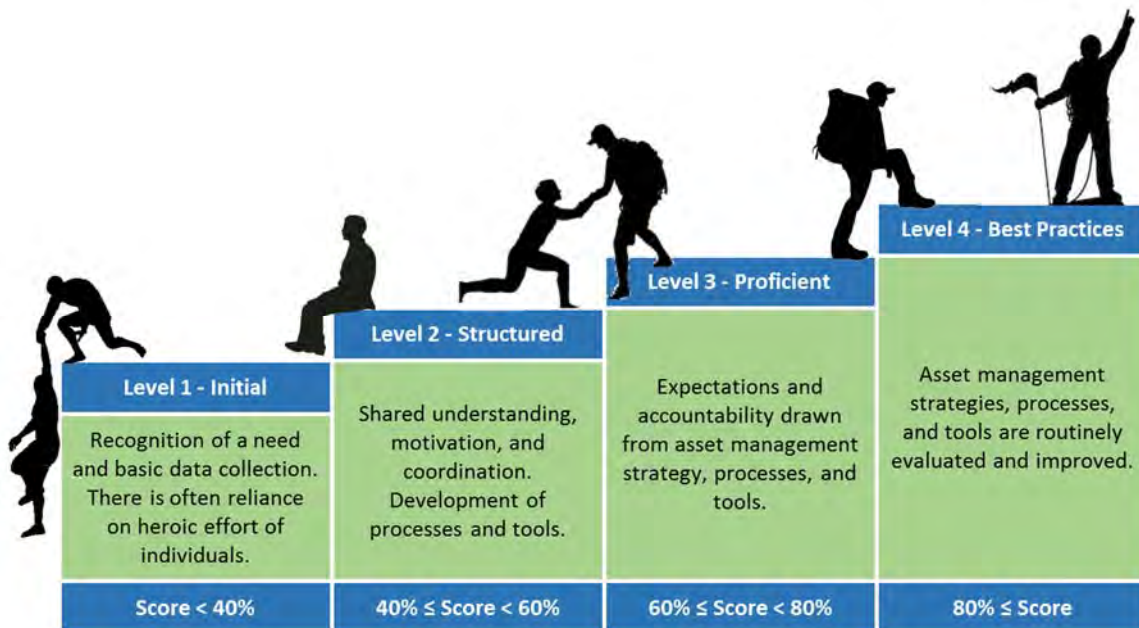 Level 4 - Best Practices
Level 3 - Proficient
Level 2 - Structured
Level 1 - Initial
Recognition of a need
and basic data collection.
There is often reliance
on heroic effort of
individuals.
Shared understanding,
motivation, and
coordination.
Development of
processes and tools.
Expectations and
accountability drawn
from asset management
strategy, processes, and
tools.
Asset management
strategies, processes,
and tools are routinely
evaluated and improved.
Score < 40%
40% ≤ Score < 60%
60% ≤ Score < 80%
80% ≤ Score